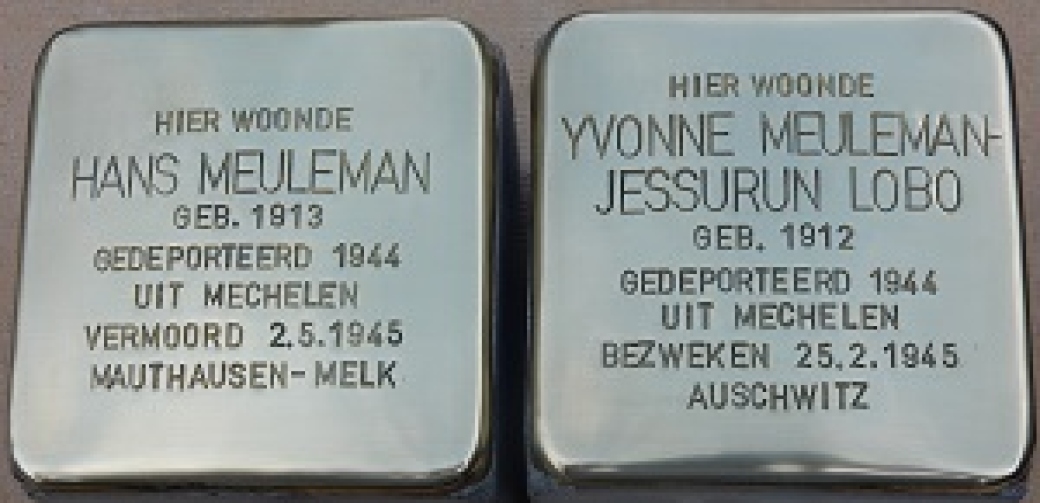 HIER WOONDE
HANS MEULEMAN
GEB. 1913
GEDEPORTEERD 1944
UIT MECHELEN
VERMOORD 2.5.1945
MAUTHAUSEN-MELK
HIER WOONDE
YVONNE MEULEMAN-
JESSURUN LOBO
GEB. 1912
GEDEPORTEERD 1944
UIT MECHELEN
BEZWEKEN 25.2.1945
AUSCHWITZ